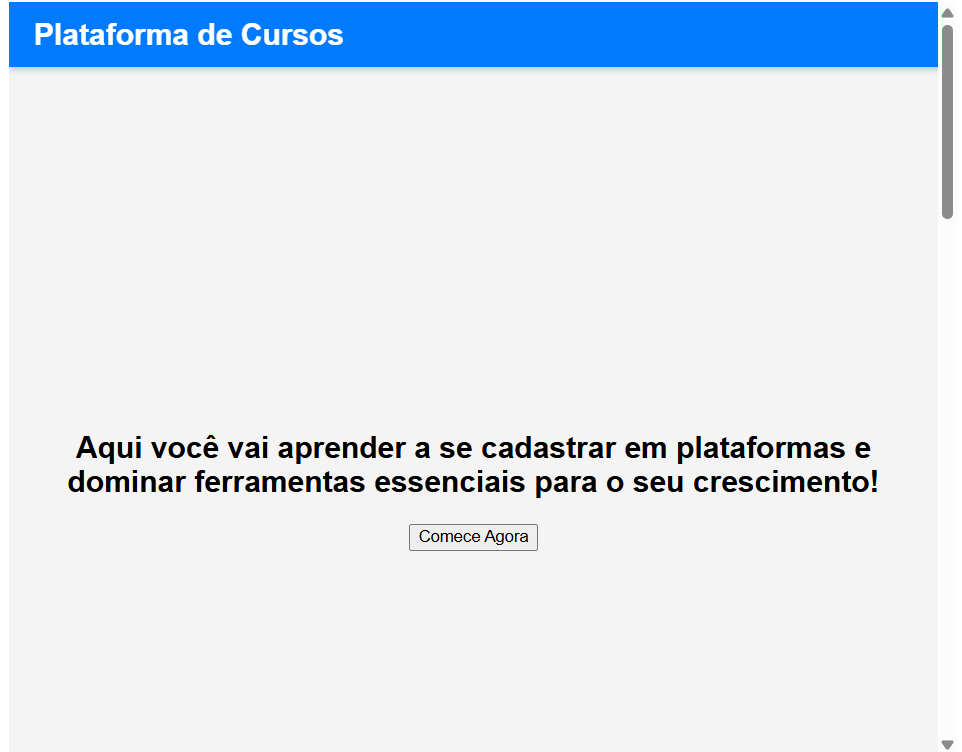 Plataforma de Cursos
Aqui você vai aprender a se cadastrar em plataformas e
dominar ferramentas essenciais para o seu crescimento!
Comece Agora